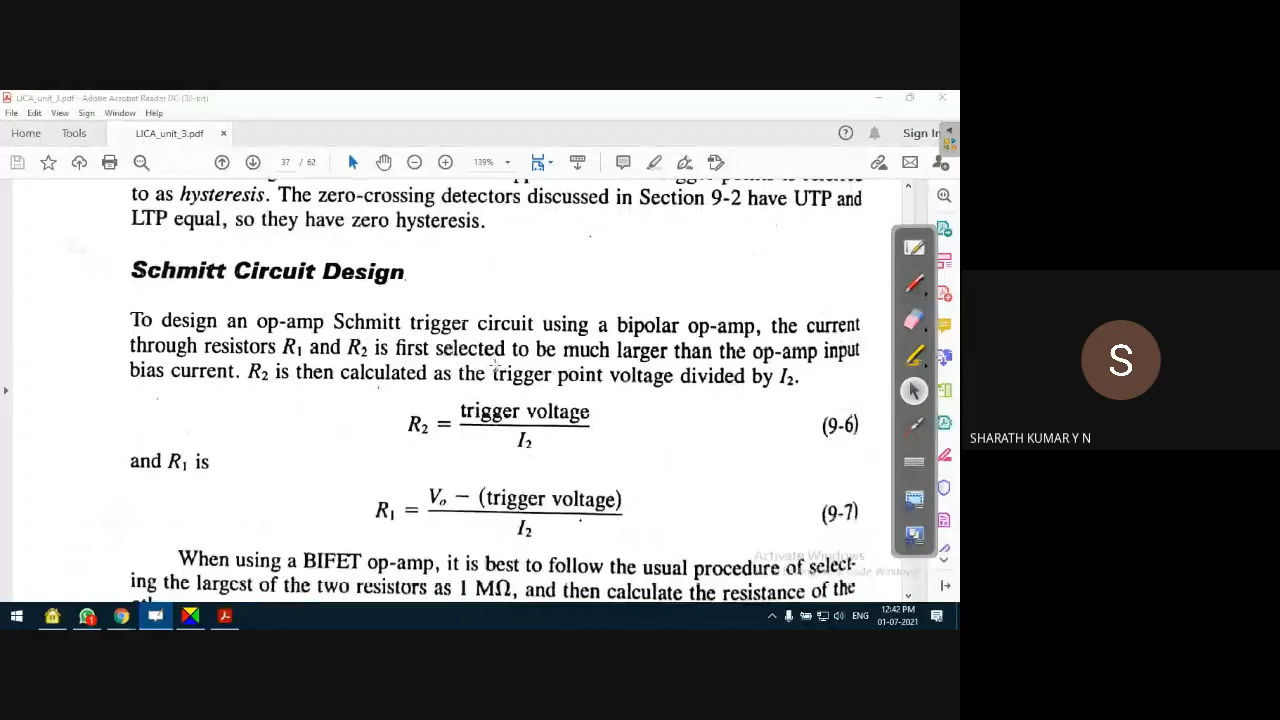 LICA_unit_3.pdf - Adobe Acrobat Reader DC (32-bit)
File Edit View Sign Window Help
Home Tools LICA_unit_3.pdf × Sign In
37 / 62 139%
to as hysteresis. The zero-crossing detectors discussed in Section 9-2 have UTP and
LTP equal, so they have zero hysteresis.
Schmitt Circuit Design
To design an op-amp Schmitt trigger circuit using a bipolar op-amp, the current
through resistors R₁ and R₂ is first selected to be much larger than the op-amp input
bias current. R₂ is then calculated as the trigger point voltage divided by I₂.
R₂ = trigger voltage / I₂ (9-6)
and R₁ is
R₁ = Vₒ − (trigger voltage) / I₂ (9-7)
When using a BIFET op-amp, it is best to follow the usual procedure of select-
ing the largest of the two resistors as 1 MΩ, and then calculate the resistance of the
Activate Windows
S
SHARATH KUMAR Y N
ENG
12:42 PM
01-07-2021